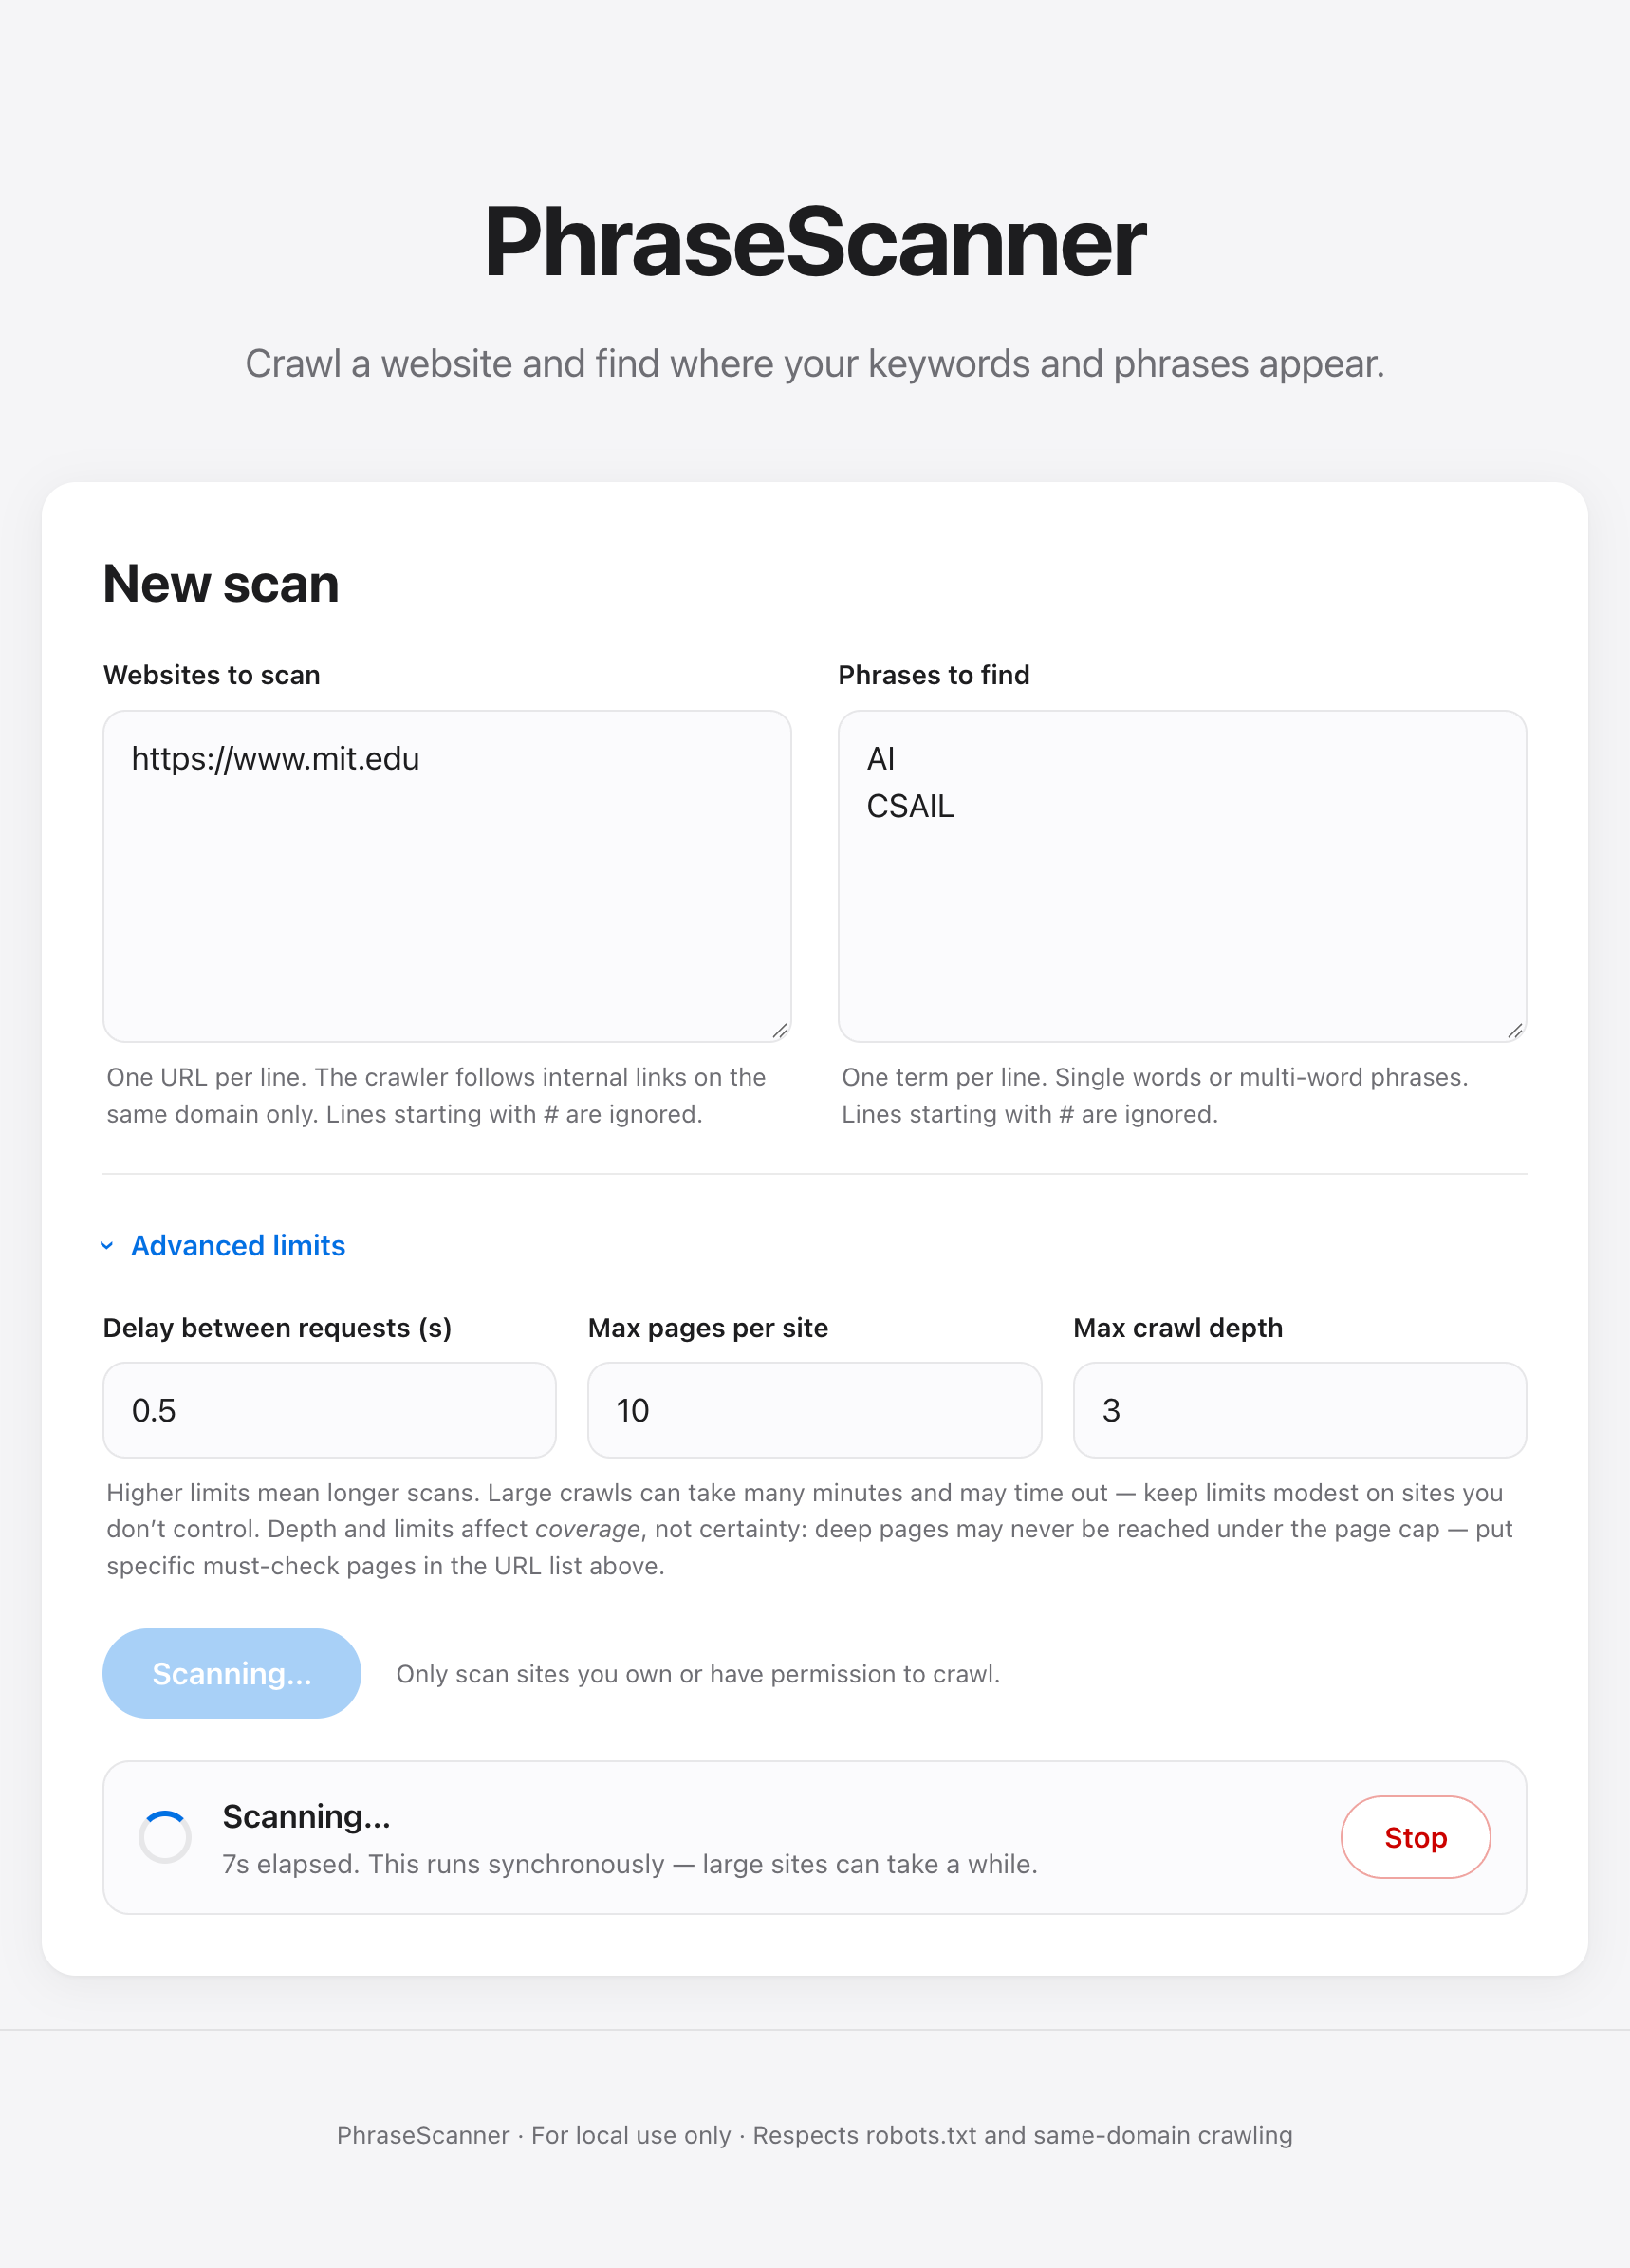 PhraseScanner
Crawl a website and find where your keywords and phrases appear.
New scan
Websites to scan
https://www.mit.edu
One URL per line. The crawler follows internal links on the
same domain only. Lines starting with # are ignored.
Phrases to find
AI
CSAIL
One term per line. Single words or multi-word phrases.
Lines starting with # are ignored.
Advanced limits
Delay between requests (s)
0.5
Max pages per site
10
Max crawl depth
3
Higher limits mean longer scans. Large crawls can take many minutes and may time out — keep limits modest on sites you
don’t control. Depth and limits affect coverage, not certainty: deep pages may never be reached under the page cap — put
specific must-check pages in the URL list above.
Scanning...
Only scan sites you own or have permission to crawl.
Scanning...
7s elapsed. This runs synchronously — large sites can take a while.
Stop
PhraseScanner · For local use only · Respects robots.txt and same-domain crawling